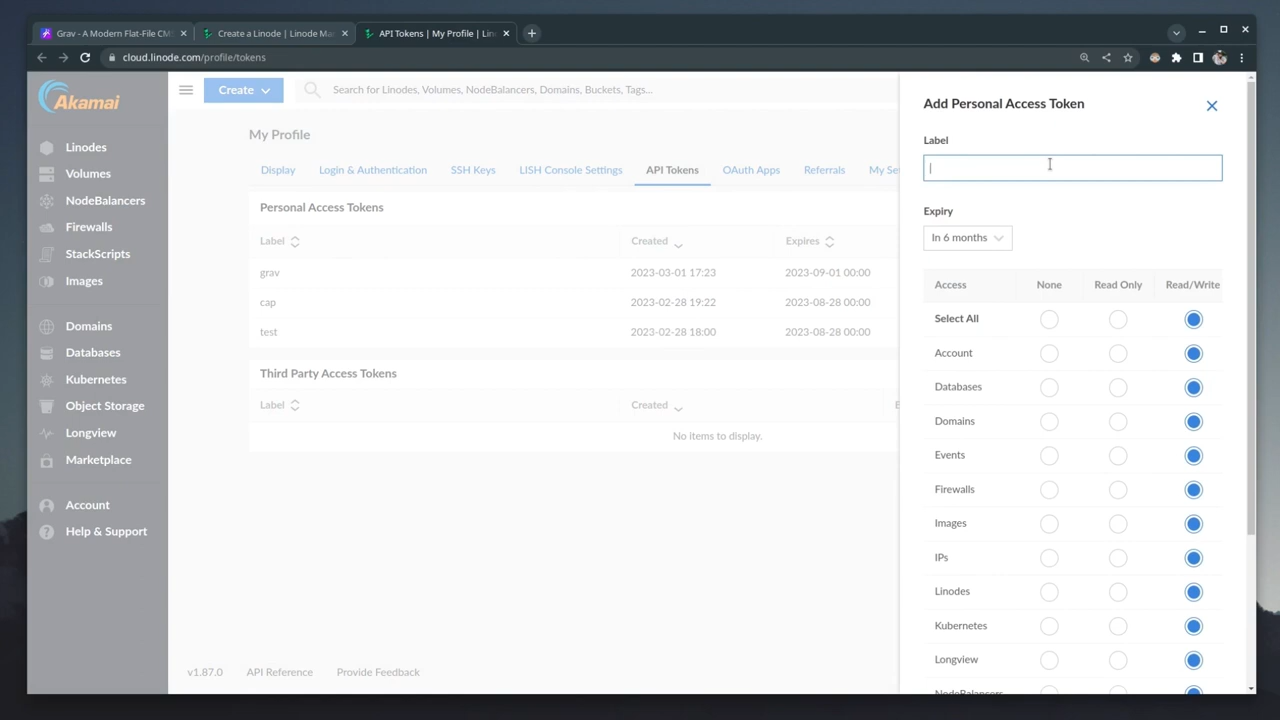 Grav - A Modern Flat-File CM
Create a Linode | Linode Ma
API Tokens | My Profile | Lin
cloud.linode.com/profile/tokens
Akamai
Create
Search for Linodes, Volumes, NodeBalancers, Domains, Buckets, Tags...
Linodes
Volumes
NodeBalancers
Firewalls
StackScripts
Images
Domains
Databases
Kubernetes
Object Storage
Longview
Marketplace
Account
Help & Support
My Profile
Display
Login & Authentication
SSH Keys
LISH Console Settings
API Tokens
OAuth Apps
Referrals
My Se
Personal Access Tokens
Label
Created
Expires
grav
2023-03-01 17:23
2023-09-01 00:00
cap
2023-02-28 19:22
2023-08-28 00:00
test
2023-02-28 18:00
2023-08-28 00:00
Third Party Access Tokens
Label
Created
E
No items to display.
v1.87.0
API Reference
Provide Feedback
Add Personal Access Token
Label
Expiry
In 6 months
Access
None
Read Only
Read/Write
Select All
Account
Databases
Domains
Events
Firewalls
Images
IPs
Linodes
Kubernetes
Longview
NodeBalancers